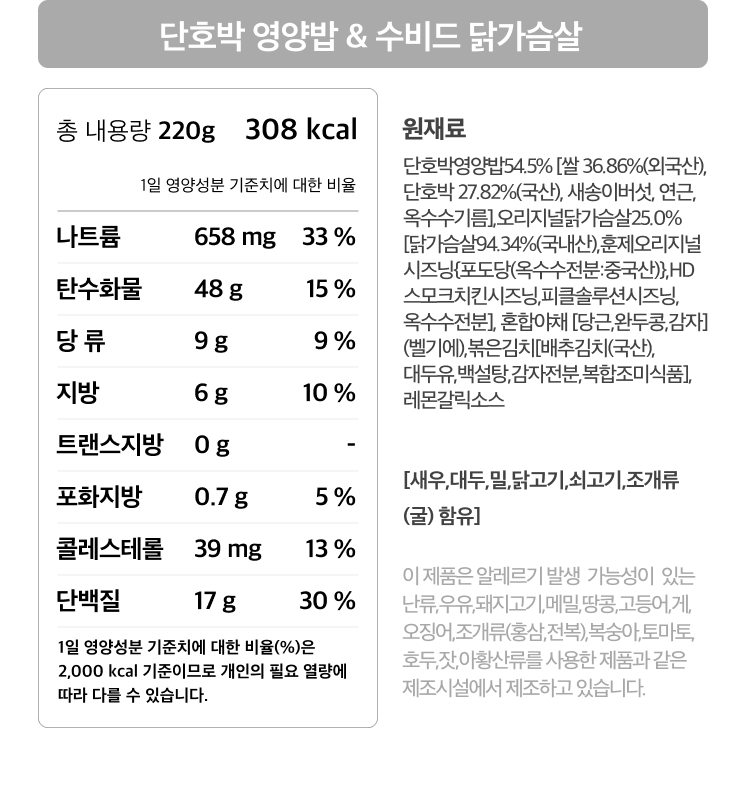 단호박 영양밥 & 수비드 닭가슴살
총 내용량 220g 308 kcal
1일 영양성분 기준치에 대한 비율
나트륨 658 mg 33 %
탄수화물 48 g 15 %
당 류 9 g 9 %
지방 6 g 10 %
트랜스지방 0 g -
포화지방 0.7 g 5 %
콜레스테롤 39 mg 13 %
단백질 17 g 30 %
1일 영양성분 기준치에 대한 비율(%)은
2,000 kcal 기준이므로 개인의 필요 열량에
따라 다를 수 있습니다.
원재료
단호박영양밥54.5% [쌀 36.86%(외국산),
단호박 27.82%(국산), 새송이버섯, 연근,
옥수수기름],오리지널닭가슴살25.0%
[닭가슴살94.34%(국내산),훈제오리지널
시즈닝{포도당(옥수수전분:중국산)},HD
스모크치킨시즈닝,피클솔루션시즈닝,
옥수수전분], 혼합야채 [당근,완두콩,감자]
(벨기에),볶은김치[배추김치(국산),
대두유,백설탕,감자전분,복합조미식품],
레몬갈릭소스
[새우,대두,밀,닭고기,쇠고기,조개류
(굴) 함유]
이 제품은 알레르기 발생 가능성이 있는
난류,우유,돼지고기,메밀,땅콩,고등어,게,
오징어,조개류(홍삼,전복),복숭아,토마토,
호두,잣,아황산류를 사용한 제품과 같은
제조시설에서 제조하고 있습니다.